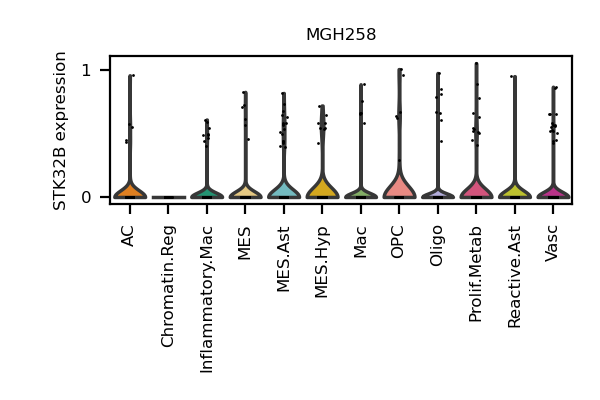 MGH258
STK32B expression
1
0
AC
Chromatin.Reg
Inflammatory.Mac
MES
MES.Ast
MES.Hyp
Mac
OPC
Oligo
Prolif.Metab
Reactive.Ast
Vasc